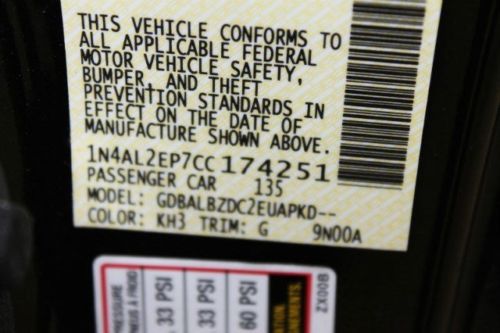 THIS VEHICLE CONFORMS TO
ALL APPLICABLE FEDERAL
MOTOR VEHICLE SAFETY,
BUMPER, AND THEFT
PREVENTION STANDARDS IN
EFFECT ON THE DATE OF
MANUFACTURE SHOWN ABOVE.
1N4AL2EP7CC174251
PASSENGER CAR 135
MODEL: GDBALBZDC2EUAPKD--
COLOR: KH3 TRIM: G 9N00A
PRESSURE
33 PSI
33 PSI
60 PSI
ZX00B